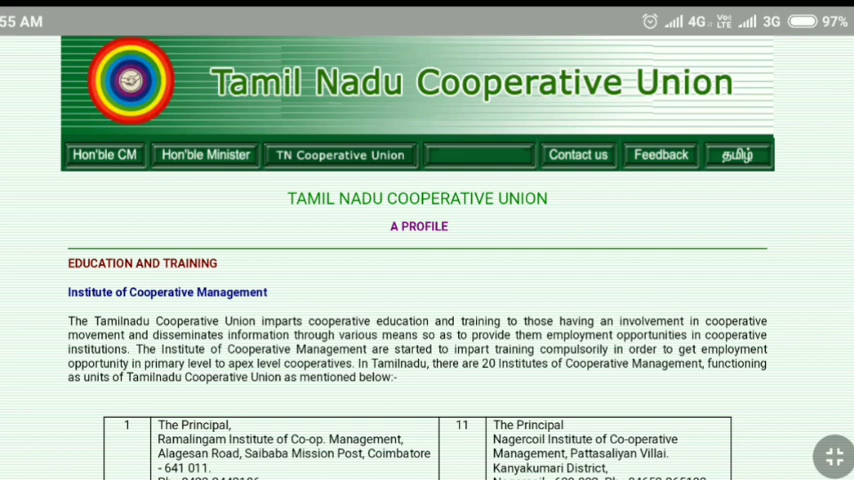 55 AM 4G VoI LTE 3G 97%
Tamil Nadu Cooperative Union
Hon'ble CM Hon'ble Minister TN Cooperative Union Contact us Feedback தமிழ்
TAMIL NADU COOPERATIVE UNION
A PROFILE
EDUCATION AND TRAINING
Institute of Cooperative Management
The Tamilnadu Cooperative Union imparts cooperative education and training to those having an involvement in cooperative
movement and disseminates information through various means so as to provide them employment opportunities in cooperative
institutions. The Institute of Cooperative Management are started to impart training compulsorily in order to get employment
opportunity in primary level to apex level cooperatives. In Tamilnadu, there are 20 Institutes of Cooperative Management, functioning
as units of Tamilnadu Cooperative Union as mentioned below:-
1 The Principal, 11 The Principal
Ramalingam Institute of Co-op. Management, Nagercoil Institute of Co-operative
Alagesan Road, Saibaba Mission Post, Coimbatore Management, Pattasaliyan Villai.
- 641 011. Kanyakumari District,